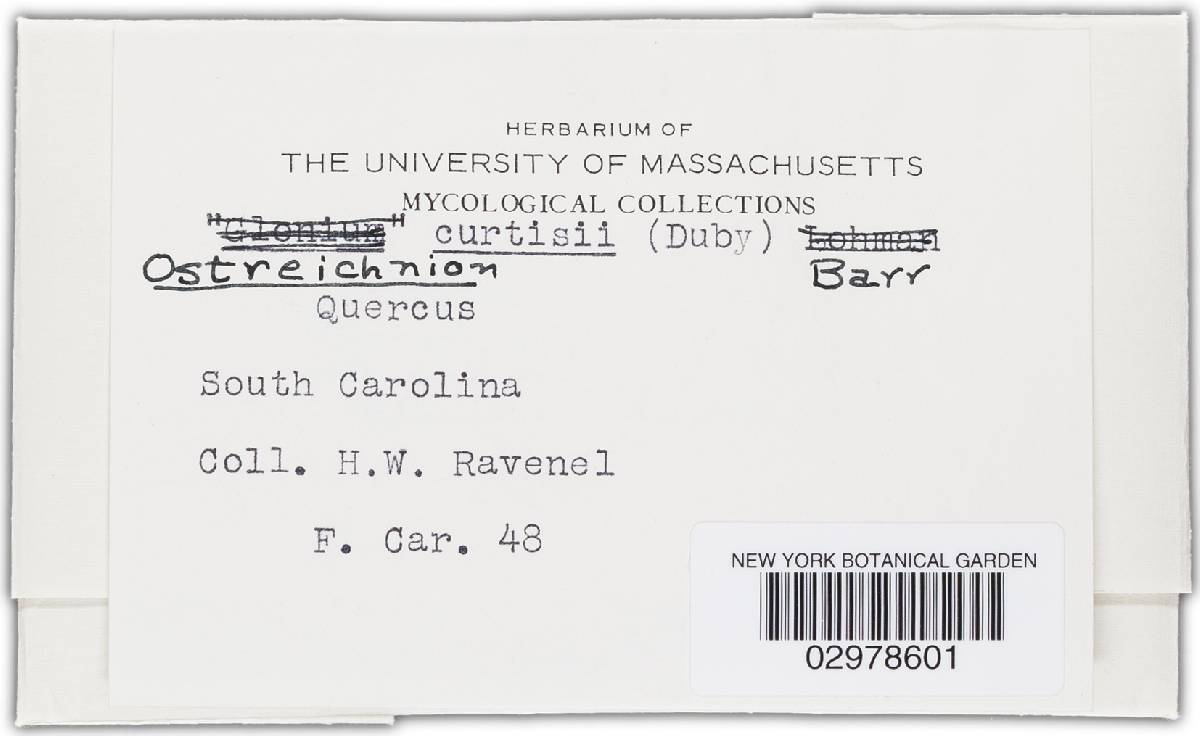 HERBARIUM OF
THE UNIVERSITY OF MASSACHUSETTS
MYCOLOGICAL COLLECTIONS
"Glonium" curtisii (Duby) Lohman
Ostreichnion Barr
Quercus
South Carolina
Coll. H.W. Ravenel
F. Car. 48
NEW YORK BOTANICAL GARDEN
02978601